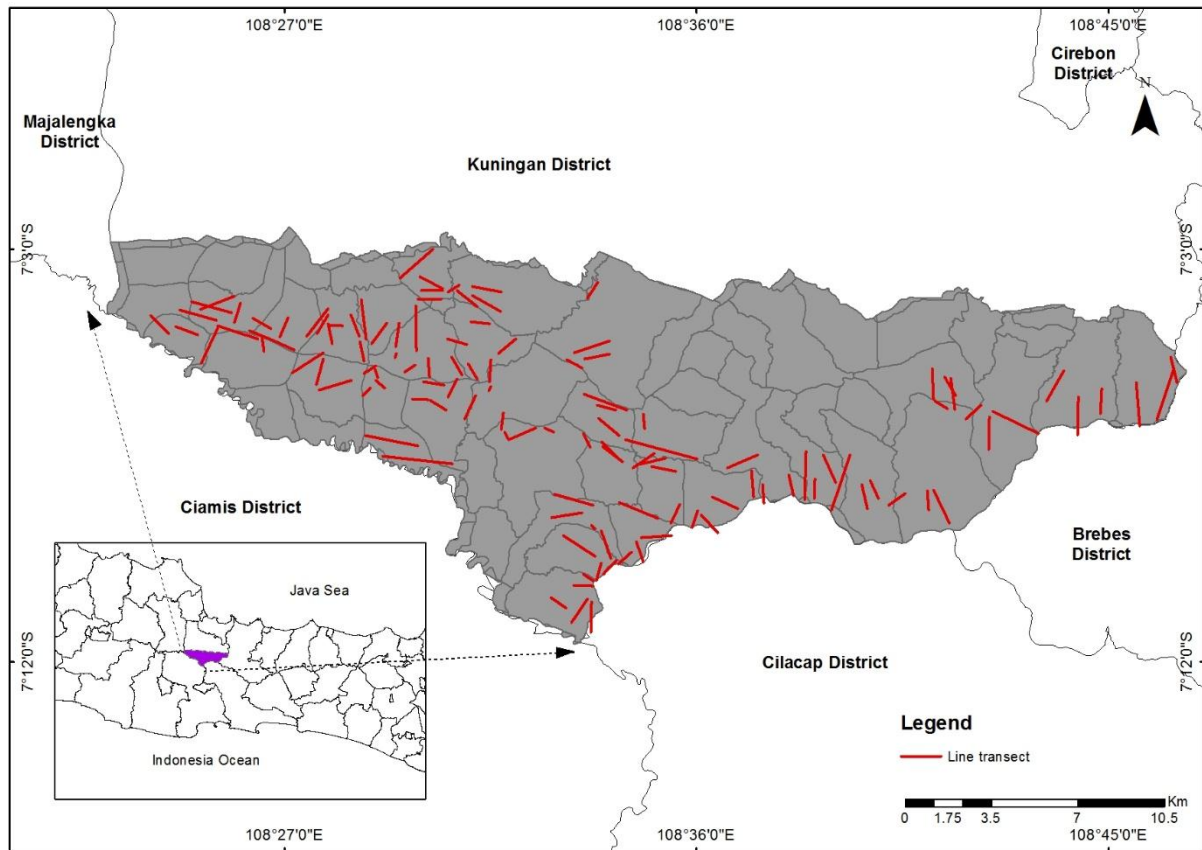 108°27'0"E
108°36'0"E
108°45'0"E
Cirebon
District
N
Majalengka
District
Kuningan District
7°3'0"S
7°3'0"S
Ciamis District
Brebes
District
Java Sea
7°12'0"S
7°12'0"S
Cilacap District
Legend
Line transect
Indonesia Ocean
Km
0 1.75 3.5 7 10.5
108°27'0"E
108°36'0"E
108°45'0"E